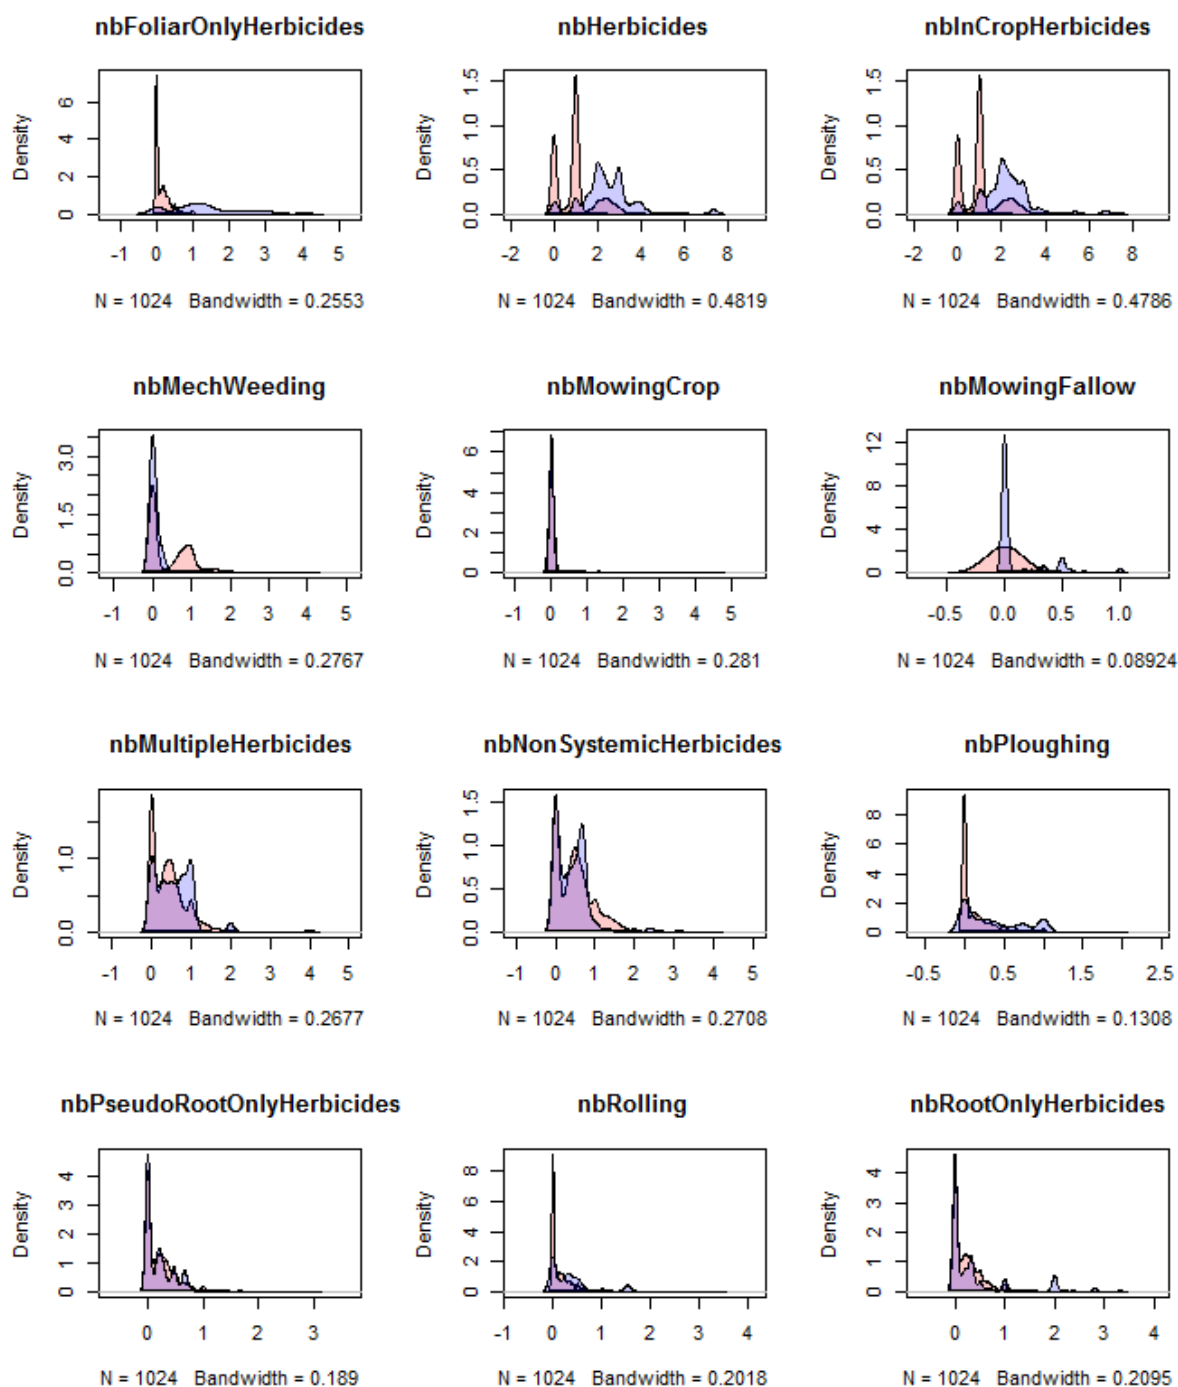 nbFoliarOnlyHerbicides
Density
0 2 4 6
-1 0 1 2 3 4 5
N = 1024 Bandwidth = 0.2553
nbHerbicides
Density
0.0 0.5 1.0 1.5
-2 0 2 4 6 8
N = 1024 Bandwidth = 0.4819
nbInCropHerbicides
Density
0.0 0.5 1.0 1.5
-2 0 2 4 6 8
N = 1024 Bandwidth = 0.4786
nbMechWeeding
Density
0.0 1.5 3.0
-1 0 1 2 3 4 5
N = 1024 Bandwidth = 0.2767
nbMowingCrop
Density
0 2 4 6
-1 0 1 2 3 4 5
N = 1024 Bandwidth = 0.281
nbMowingFallow
Density
0 4 8 12
-0.5 0.0 0.5 1.0
N = 1024 Bandwidth = 0.08924
nbMultipleHerbicides
Density
0.0 1.0
-1 0 1 2 3 4 5
N = 1024 Bandwidth = 0.2677
nbNonSystemicHerbicides
Density
0.0 0.5 1.0 1.5
-1 0 1 2 3 4 5
N = 1024 Bandwidth = 0.2708
nbPloughing
Density
0 2 4 6 8
-0.5 0.5 1.5 2.5
N = 1024 Bandwidth = 0.1308
nbPseudoRootOnlyHerbicides
Density
0 1 2 3 4
0 1 2 3
N = 1024 Bandwidth = 0.189
nbRolling
Density
0 2 4 6 8
-1 0 1 2 3 4
N = 1024 Bandwidth = 0.2018
nbRootOnlyHerbicides
Density
0 1 2 3 4
0 1 2 3 4
N = 1024 Bandwidth = 0.2095